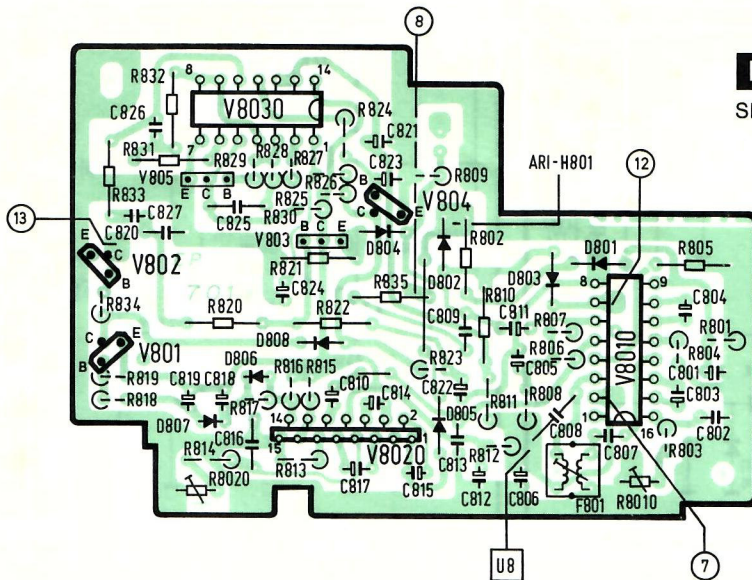 8
R832
8
14
V8030
R824
C826
C821
R831
7
R829
R828
R827
1
C823
R809
ARI-H801
12
V805
E C B
R826
B
V804
R833
R825
C
E
13
C827
C825
R830
D804
C820
B C E
R802
D801
R805
E
C
V802
B
V803
R821
D802
D803
8
9
C824
R835
R810
C804
R834
C809
C811
R807
R801
R820
R822
V8010
R804
C
E
V801
B
D808
R823
R806
C805
C801
D806
R816
R815
C803
R819
C819
C818
C810
C814
C822
R811
R808
R818
R817
14
2
D805
1
C808
16
C802
D807
C816
15
1
V8020
R812
C807
R803
R814
R8020
R813
C813
C817
C815
C812
C806
F801
R8010
U8
7